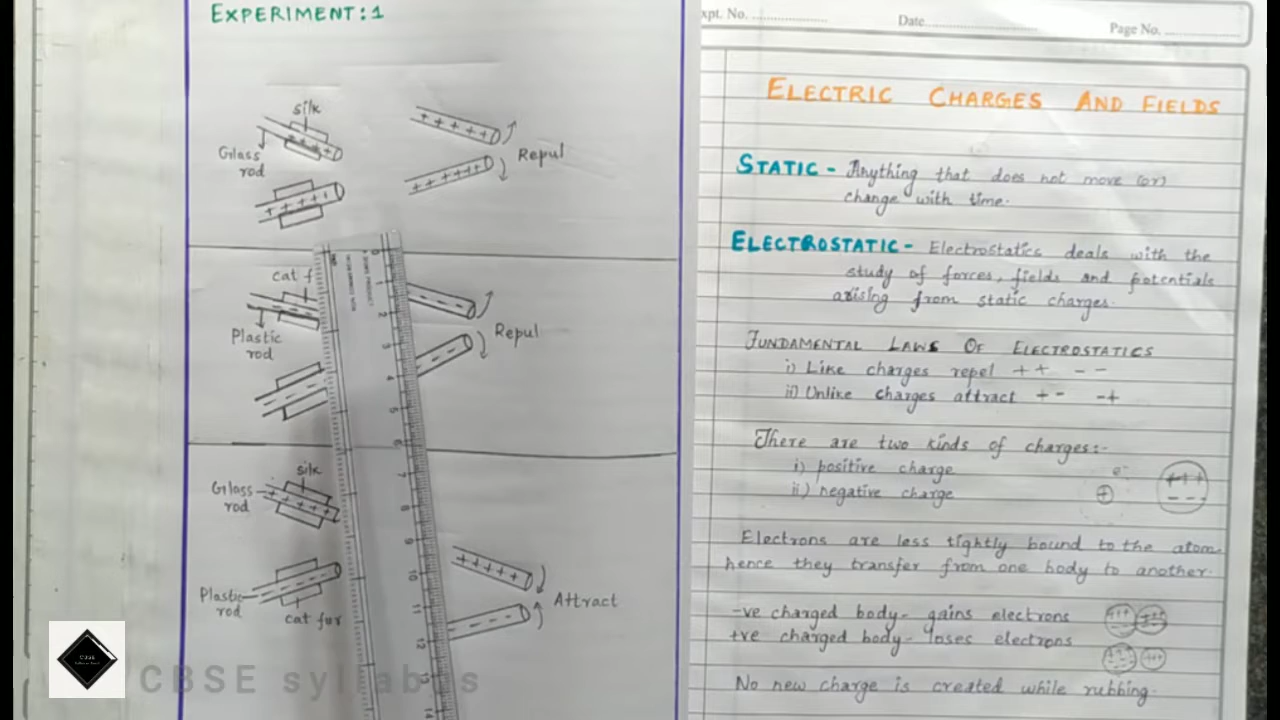 EXPERIMENT:1
silk
Glass
rod
Repul
cat f
Plastic
rod
Repul
silk
Glass
rod
Plastic
rod
cat fur
Attract
CBSE syllabus
CBSE
xpt. No.
Date
Page No.
ELECTRIC CHARGES AND FIELDS
STATIC - Anything that does not move (or)
change with time.
ELECTROSTATIC - Electrostatics deals with the
study of forces, fields and potentials
arising from static charges.
FUNDAMENTAL LAWS OF ELECTROSTATICS
i) Like charges repel ++ --
ii) Unlike charges attract +- -+
There are two kinds of charges:-
i) positive charge
ii) negative charge
e⁻
Electrons are less tightly bound to the atom
hence they transfer from one body to another.
-ve charged body- gains electrons
+ve charged body- loses electrons
No new charge is created while rubbing.